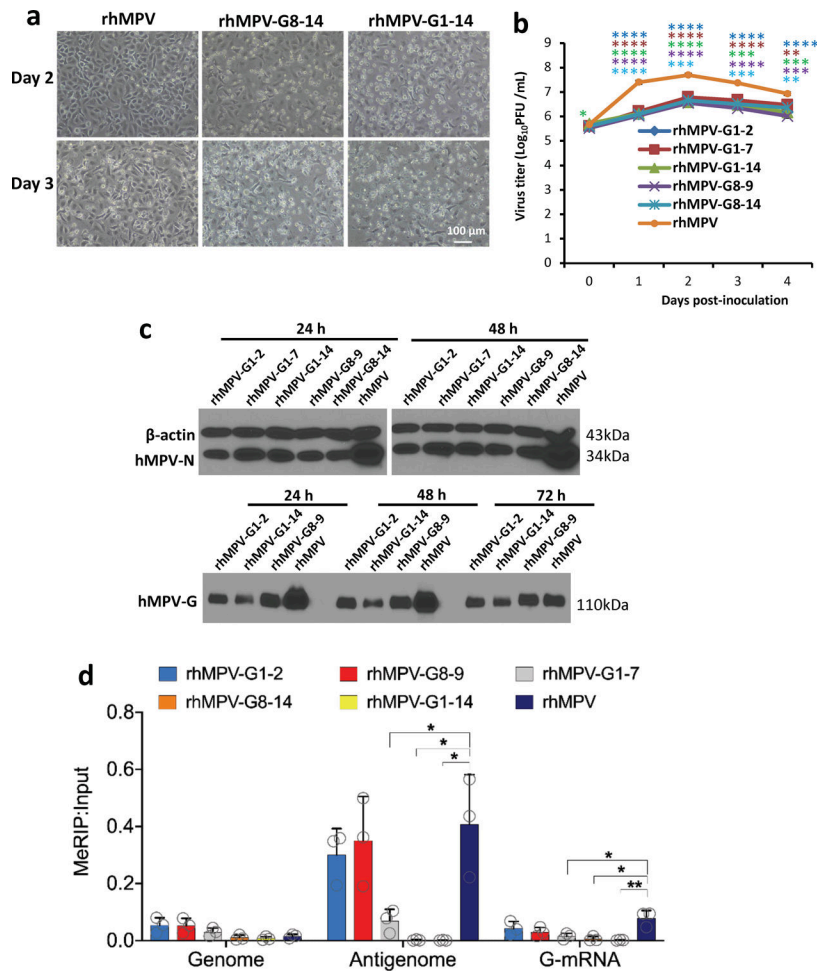 a
rhMPV rhMPV-G8-14 rhMPV-G1-14
Day 2
Day 3
100 µm
b
Virus titer (Log10PFU /mL)
9
8
7
6
5
4
3
2
1
0
**** **** **** ****
**** **** **** **
**** **** *** ***
**** **** **** ***
* **** *** *** **
rhMPV-G1-2
rhMPV-G1-7
rhMPV-G1-14
rhMPV-G8-9
rhMPV-G8-14
rhMPV
0 1 2 3 4
Days post-inoculation
c
24 h 48 h
rhMPV-G1-2 rhMPV-G1-7 rhMPV-G1-14 rhMPV-G8-9 rhMPV-G8-14 rhMPV rhMPV-G1-2 rhMPV-G1-7 rhMPV-G1-14 rhMPV-G8-9 rhMPV-G8-14 rhMPV
β-actin 43kDa
hMPV-N 34kDa
24 h 48 h 72 h
rhMPV-G1-2 rhMPV-G1-14 rhMPV-G8-9 rhMPV rhMPV-G1-2 rhMPV-G1-14 rhMPV-G8-9 rhMPV rhMPV-G1-2 rhMPV-G1-14 rhMPV-G8-9 rhMPV
hMPV-G 110kDa
d
rhMPV-G1-2 rhMPV-G8-9 rhMPV-G1-7
rhMPV-G8-14 rhMPV-G1-14 rhMPV
MeRIP:Input
0.8
0.6
0.4
0.2
0.0
*
*
*
*
*
**
Genome Antigenome G-mRNA